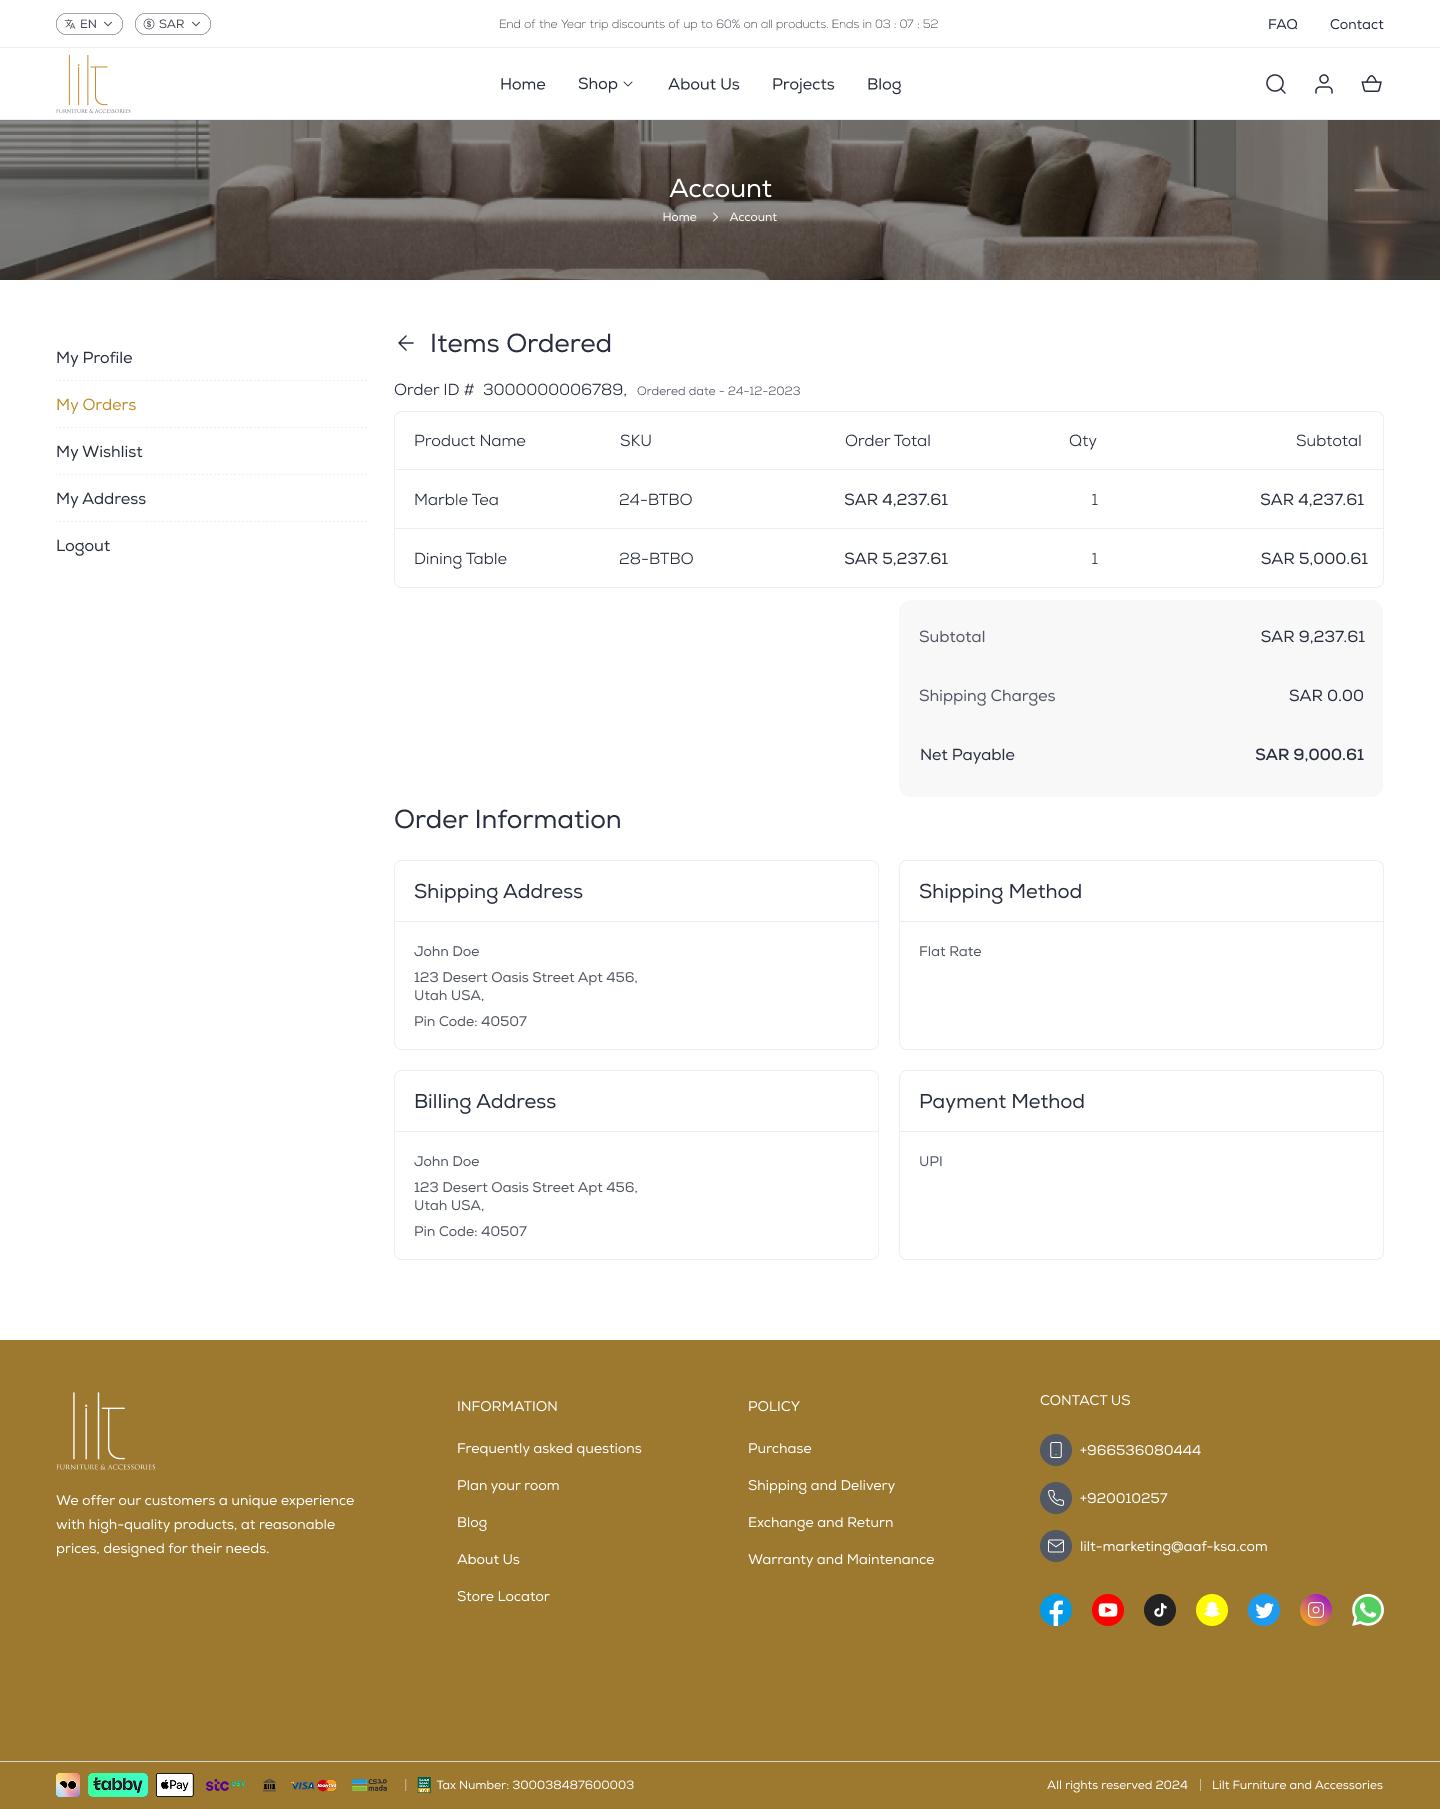 EN
SAR
End of the Year trip discounts of up to 60% on all products. Ends in 03 : 07 : 52
FAQ
Contact
lilt
FURNITURE & ACCESSORIES
Home
Shop
About Us
Projects
Blog
Account
Home
Account
My Profile
My Orders
My Wishlist
My Address
Logout
Items Ordered
Order ID # 3000000006789, Ordered date - 24-12-2023
Product Name SKU Order Total Qty Subtotal
Marble Tea 24-BTBO SAR 4,237.61 1 SAR 4,237.61
Dining Table 28-BTBO SAR 5,237.61 1 SAR 5,000.61
Subtotal SAR 9,237.61
Shipping Charges SAR 0.00
Net Payable SAR 9,000.61
Order Information
Shipping Address
John Doe
123 Desert Oasis Street Apt 456,
Utah USA,
Pin Code: 40507
Shipping Method
Flat Rate
Billing Address
John Doe
123 Desert Oasis Street Apt 456,
Utah USA,
Pin Code: 40507
Payment Method
UPI
lilt
FURNITURE & ACCESSORIES
We offer our customers a unique experience
with high-quality products, at reasonable
prices, designed for their needs.
INFORMATION
Frequently asked questions
Plan your room
Blog
About Us
Store Locator
POLICY
Purchase
Shipping and Delivery
Exchange and Return
Warranty and Maintenance
CONTACT US
+966536080444
+920010257
lilt-marketing@aaf-ksa.com
tabby
Pay
stc pay
VISA
mada
Tax Number: 300038487600003
All rights reserved 2024
Lilt Furniture and Accessories